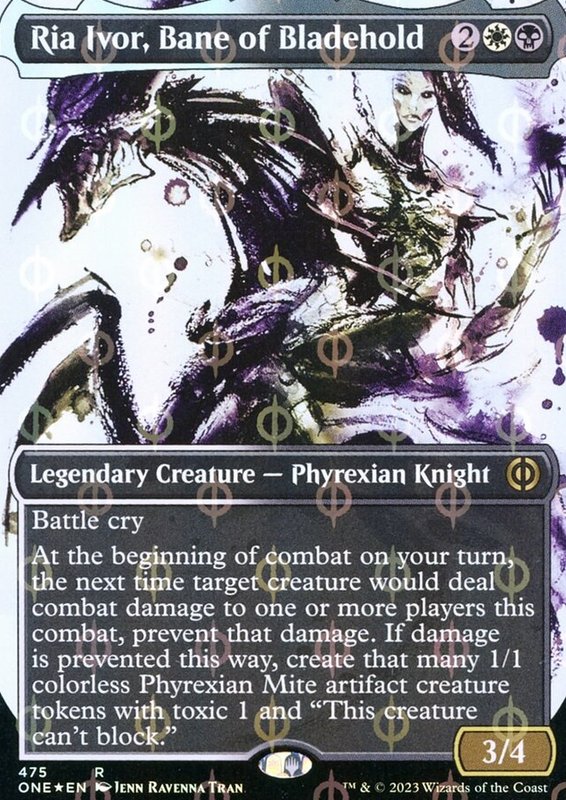 Ria Ivor, Bane of Bladehold 2
Legendary Creature — Phyrexian Knight
Battle cry
At the beginning of combat on your turn,
the next time target creature would deal
combat damage to one or more players this
combat, prevent that damage. If damage
is prevented this way, create that many 1/1
colorless Phyrexian Mite artifact creature
tokens with toxic 1 and “This creature
can't block.”
3/4
475 R
ONE★EN Jenn Ravenna Tran ™ & © 2023 Wizards of the Coast